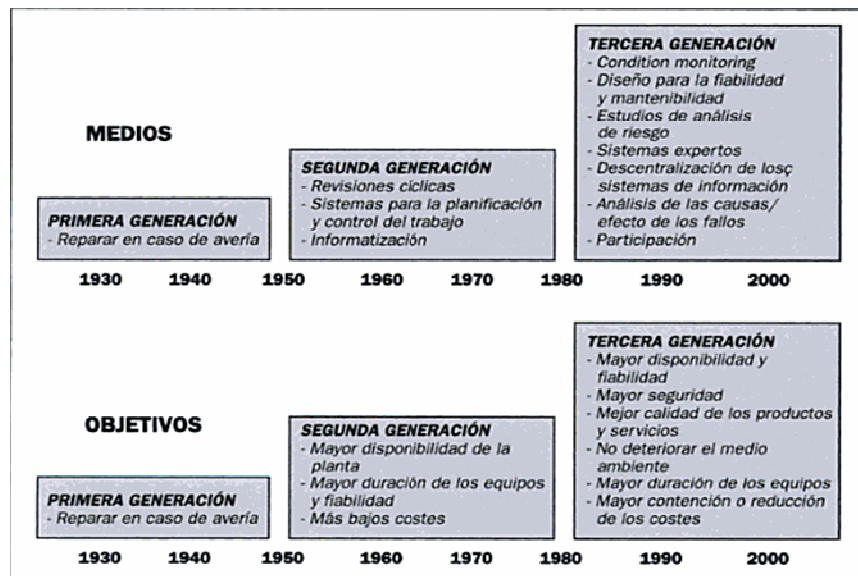 MEDIOS
PRIMERA GENERACIÓN
- Reparar en caso de avería
SEGUNDA GENERACIÓN
- Revisiones cíclicas
- Sistemas para la planificación
y control del trabajo
- Informatización
TERCERA GENERACIÓN
- Condition monitoring
- Diseño para la fiabilidad
y mantenibilidad
- Estudios de análisis
de riesgo
- Sistemas expertos
- Descentralización de losç
sistemas de información
- Análisis de las causas/
efecto de los fallos
- Participación
1930 1940 1950 1960 1970 1980 1990 2000
OBJETIVOS
PRIMERA GENERACIÓN
- Reparar en caso de avería
SEGUNDA GENERACIÓN
- Mayor disponibilidad de la
planta
- Mayor duración de los equipos
y fiabilidad
- Más bajos costes
TERCERA GENERACIÓN
- Mayor disponibilidad y
fiabilidad
- Mayor seguridad
- Mejor calidad de los productos
y servicios
- No deteriorar el medio
ambiente
- Mayor duración de los equipos
- Mayor contención o reducción
de los costes
1930 1940 1950 1960 1970 1980 1990 2000